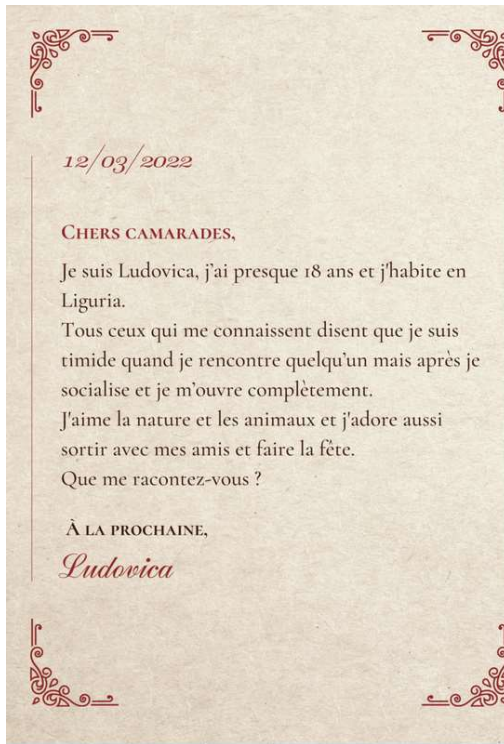 12/03/2022
CHERS CAMARADES,
Je suis Ludovica, j'ai presque 18 ans et j'habite en
Liguria.
Tous ceux qui me connaissent disent que je suis
timide quand je rencontre quelqu'un mais après je
socialise et je m'ouvre complètement.
J'aime la nature et les animaux et j'adore aussi
sortir avec mes amis et faire la fête.
Que me racontez-vous ?
À LA PROCHAINE,
Ludovica